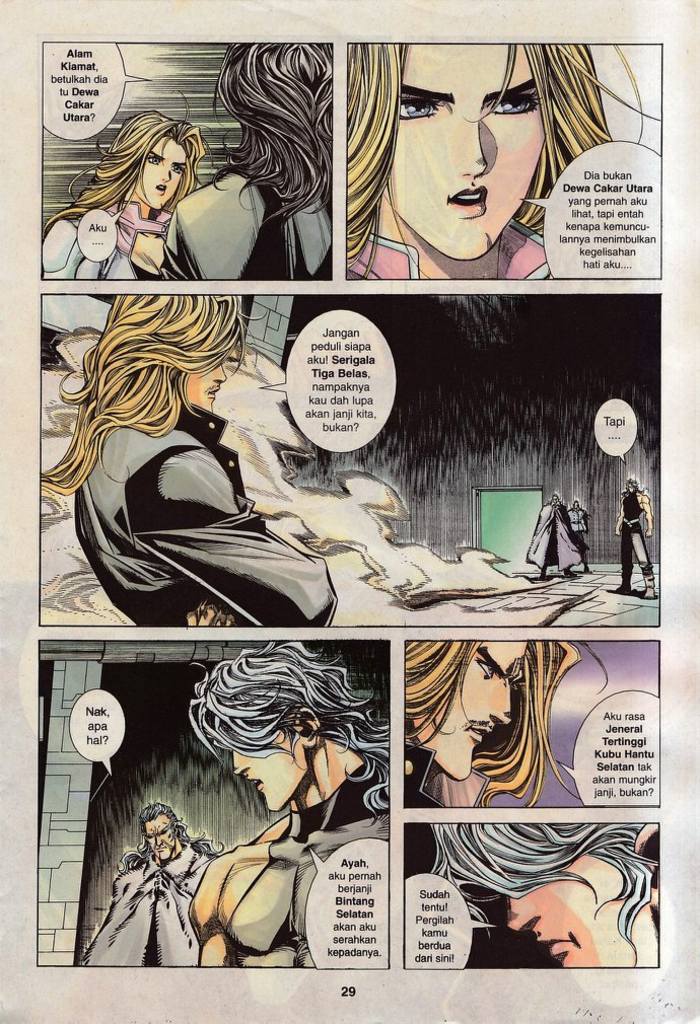 Alam
Kiamat,
betulkah dia
tu Dewa
Cakar
Utara?
Aku
....
Dia bukan
Dewa Cakar Utara
yang pernah aku
lihat, tapi entah
kenapa kemuncu-
lannya menimbulkan
kegelisahan
hati aku....
Jangan
peduli siapa
aku! Serigala
Tiga Belas,
nampaknya
kau dah lupa
akan janji kita,
bukan?
Tapi
....
Nak,
apa
hal?
Ayah,
aku pernah
berjanji
Bintang
Selatan
akan aku
serahkan
kepadanya.
Aku rasa
Jeneral
Tertinggi
Kubu Hantu
Selatan tak
akan mungkir
janji, bukan?
Sudah
tentu!
Pergilah
kamu
berdua
dari sini!
29